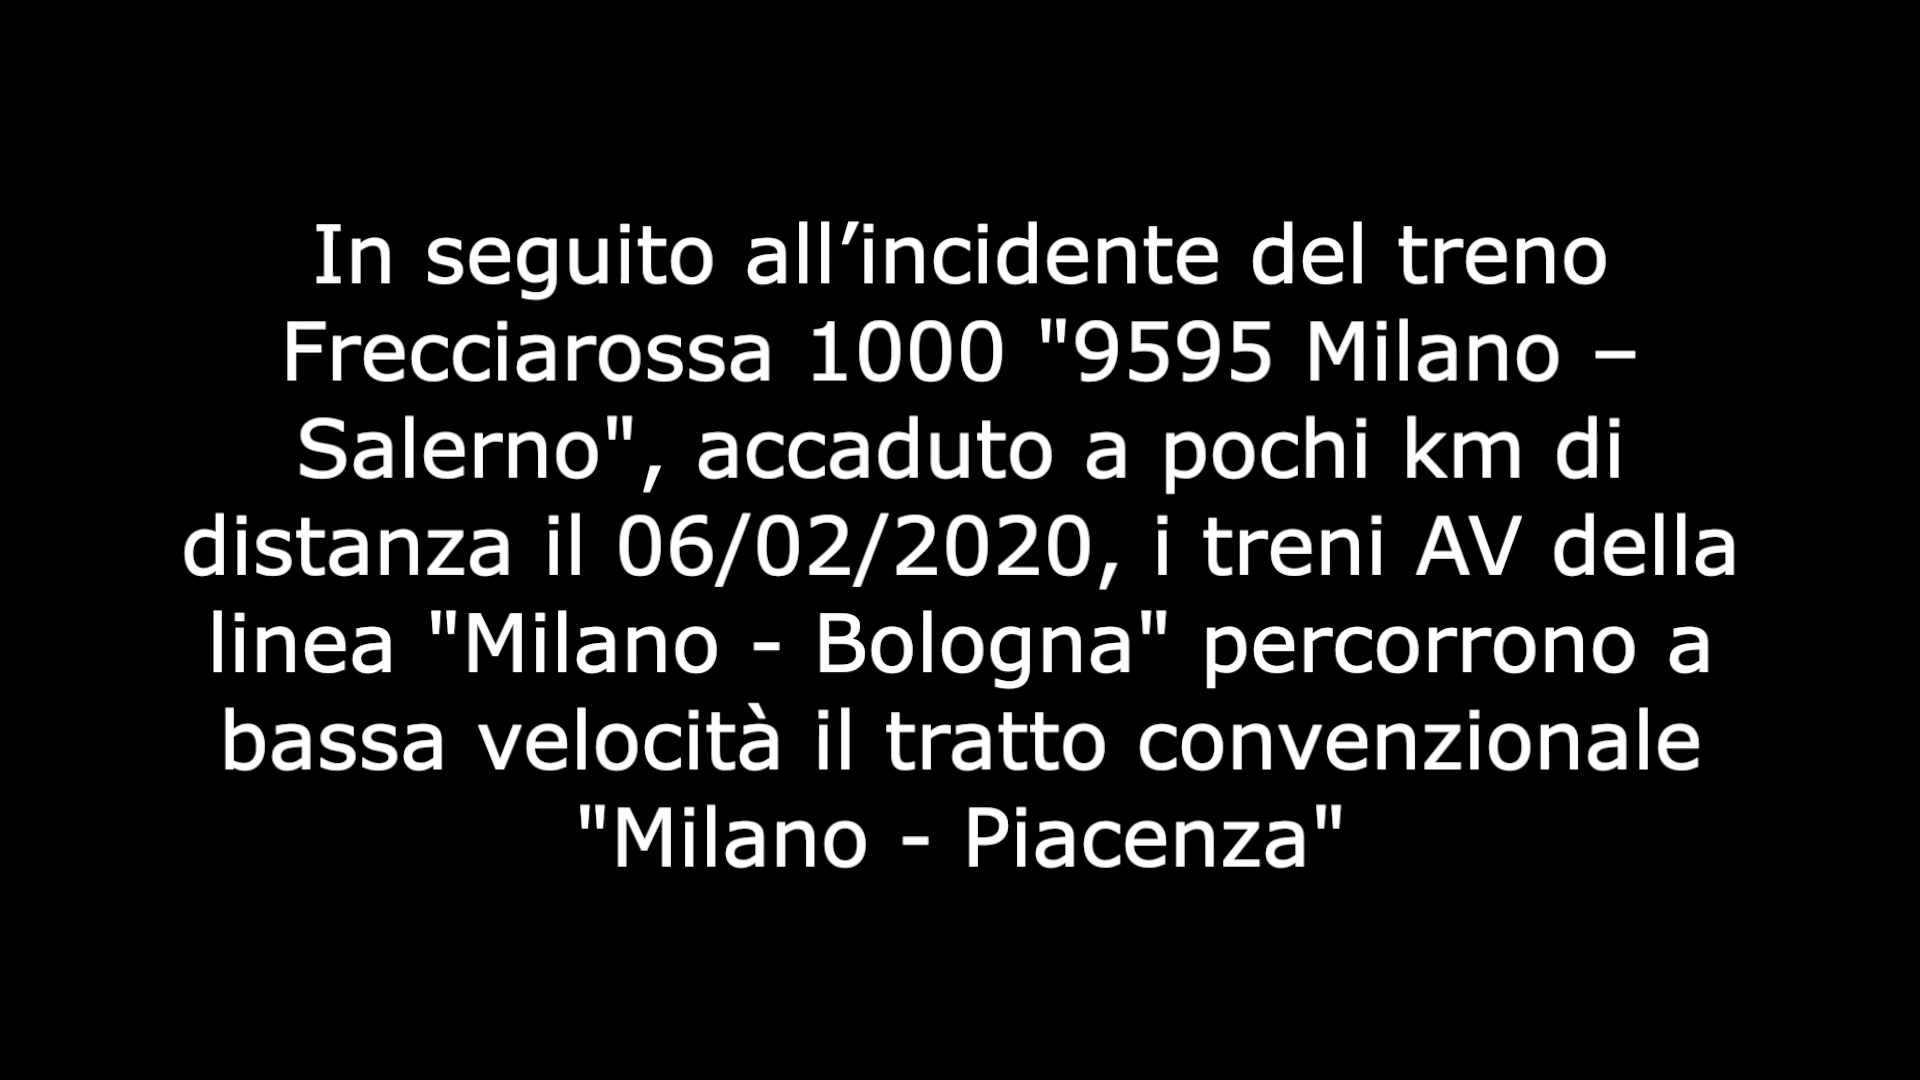 In seguito all’incidente del treno
Frecciarossa 1000 "9595 Milano –
Salerno", accaduto a pochi km di
distanza il 06/02/2020, i treni AV della
linea "Milano - Bologna" percorrono a
bassa velocità il tratto convenzionale
"Milano - Piacenza"